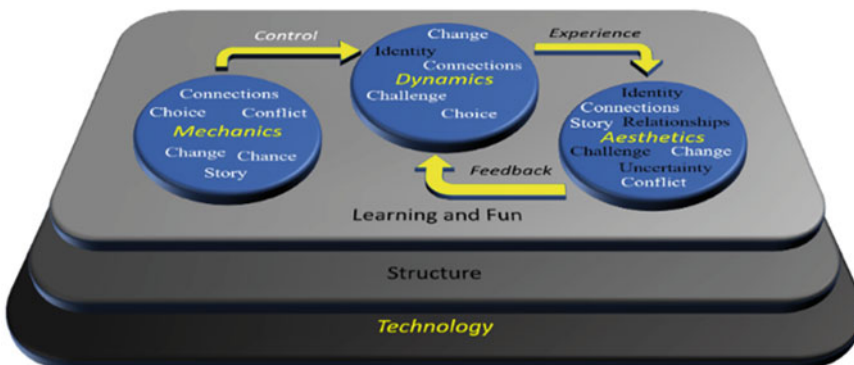 Control
Experience
Change
Identity
Connections
Dynamics
Challenge
Choice
Connections
Choice Conflict
Mechanics
Change Chance
Story
Identity
Connections
Story Relationships
Aesthetics
Challenge Change
Uncertainty
Conflict
Feedback
Learning and Fun
Structure
Technology